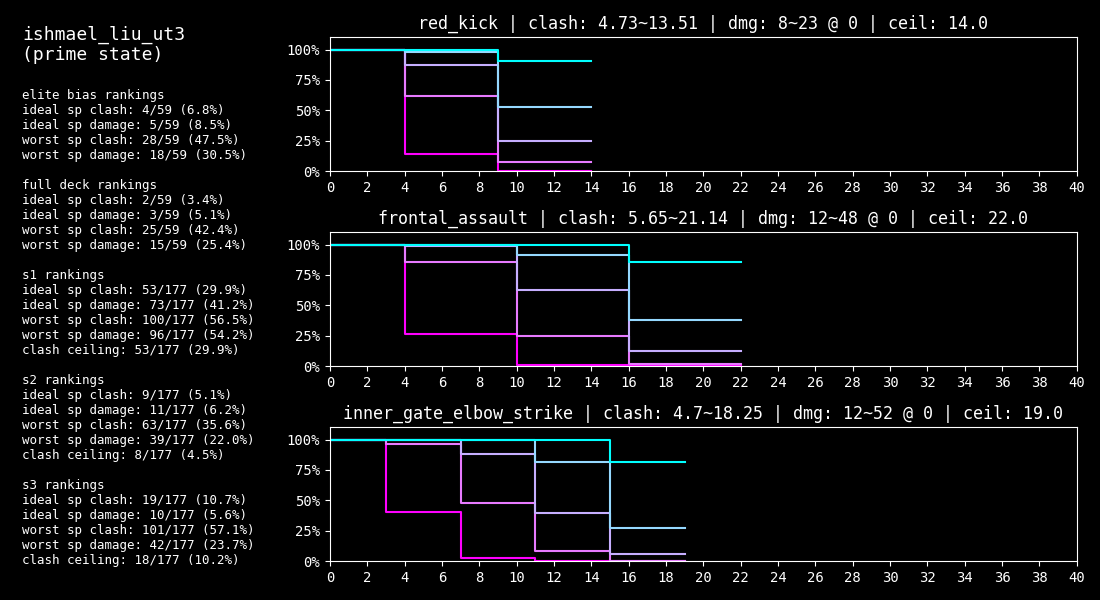 ishmael_liu_ut3
(prime state)
elite bias rankings
ideal sp clash: 4/59 (6.8%)
ideal sp damage: 5/59 (8.5%)
worst sp clash: 28/59 (47.5%)
worst sp damage: 18/59 (30.5%)
full deck rankings
ideal sp clash: 2/59 (3.4%)
ideal sp damage: 3/59 (5.1%)
worst sp clash: 25/59 (42.4%)
worst sp damage: 15/59 (25.4%)
s1 rankings
ideal sp clash: 53/177 (29.9%)
ideal sp damage: 73/177 (41.2%)
worst sp clash: 100/177 (56.5%)
worst sp damage: 96/177 (54.2%)
clash ceiling: 53/177 (29.9%)
s2 rankings
ideal sp clash: 9/177 (5.1%)
ideal sp damage: 11/177 (6.2%)
worst sp clash: 63/177 (35.6%)
worst sp damage: 39/177 (22.0%)
clash ceiling: 8/177 (4.5%)
s3 rankings
ideal sp clash: 19/177 (10.7%)
ideal sp damage: 10/177 (5.6%)
worst sp clash: 101/177 (57.1%)
worst sp damage: 42/177 (23.7%)
clash ceiling: 18/177 (10.2%)
red_kick | clash: 4.73~13.51 | dmg: 8~23 @ 0 | ceil: 14.0
100%
75%
50%
25%
0%
0 2 4 6 8 10 12 14 16 18 20 22 24 26 28 30 32 34 36 38 40
frontal_assault | clash: 5.65~21.14 | dmg: 12~48 @ 0 | ceil: 22.0
100%
75%
50%
25%
0%
0 2 4 6 8 10 12 14 16 18 20 22 24 26 28 30 32 34 36 38 40
inner_gate_elbow_strike | clash: 4.7~18.25 | dmg: 12~52 @ 0 | ceil: 19.0
100%
75%
50%
25%
0%
0 2 4 6 8 10 12 14 16 18 20 22 24 26 28 30 32 34 36 38 40